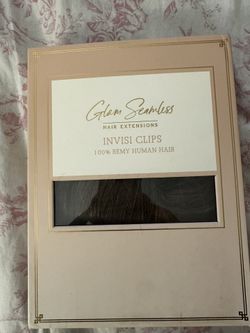 Glam Seamless
HAIR EXTENSIONS
INVISI CLIPS
100% REMY HUMAN HAIR